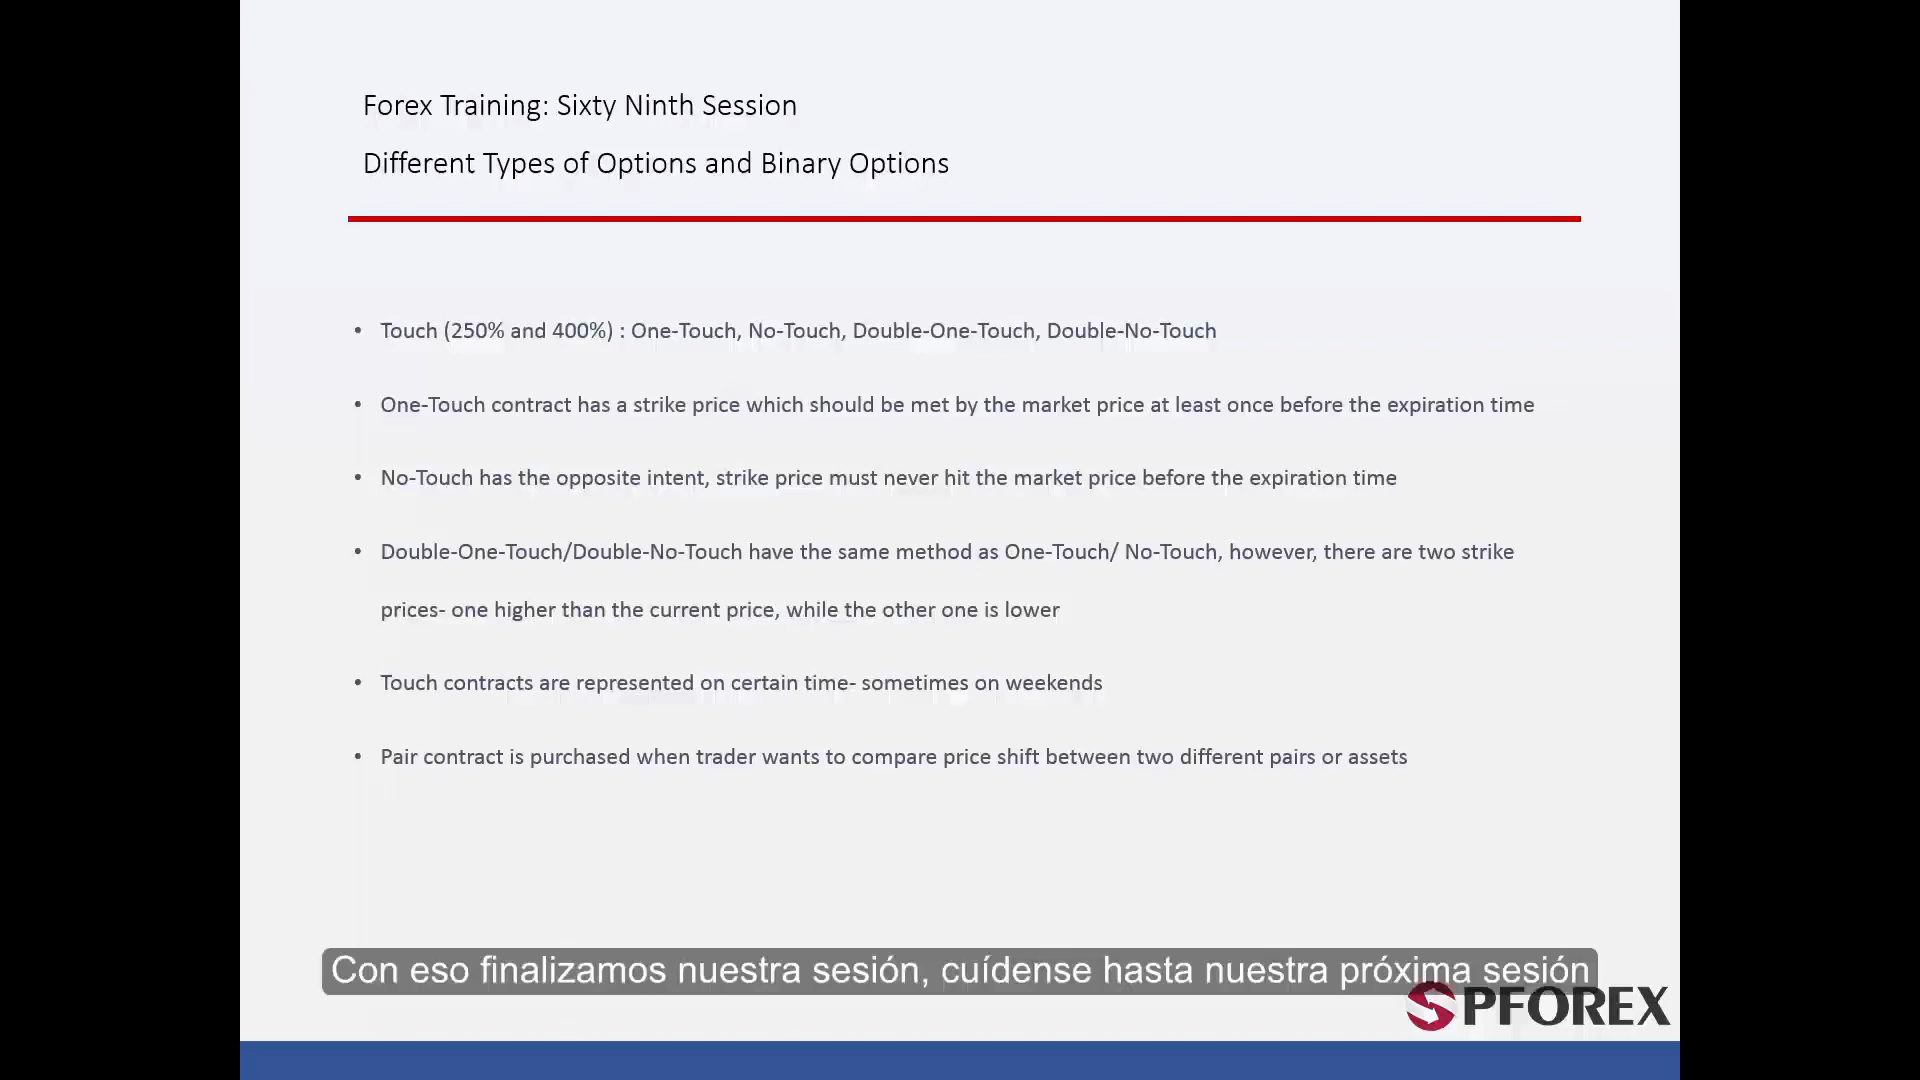 Forex Training: Sixty Ninth Session
Different Types of Options and Binary Options
• Touch (250% and 400%) : One-Touch, No-Touch, Double-One-Touch, Double-No-Touch
• One-Touch contract has a strike price which should be met by the market price at least once before the expiration time
• No-Touch has the opposite intent, strike price must never hit the market price before the expiration time
• Double-One-Touch/Double-No-Touch have the same method as One-Touch/ No-Touch, however, there are two strike
prices- one higher than the current price, while the other one is lower
• Touch contracts are represented on certain time- sometimes on weekends
• Pair contract is purchased when trader wants to compare price shift between two different pairs or assets
Con eso finalizamos nuestra sesión, cuídense hasta nuestra próxima sesión
SPFOREX